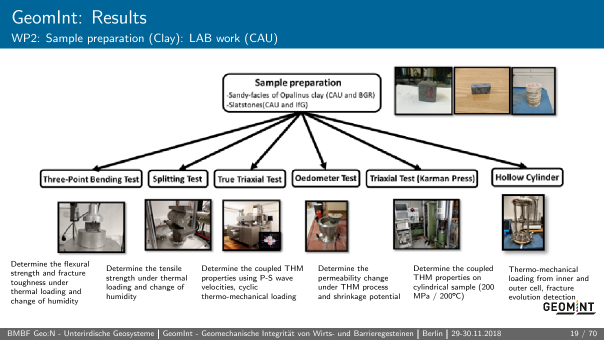 GeomInt: Results
WP2: Sample preparation (Clay): LAB work (CAU)
Sample preparation
-Sandy-facies of Opalinus clay (CAU and BGR)
-Slatstones(CAU and IfG)
Three-Point Bending Test
Splitting Test
True Triaxial Test
Oedometer Test
Triaxial Test (Karman Press)
Hollow Cylinder
Determine the flexural
strength and fracture
toughness under
thermal loading and
change of humidity
Determine the tensile
strength under thermal
loading and change of
humidity
Determine the coupled THM
properties using P-S wave
velocities, cyclic
thermo-mechanical loading
Determine the
permeability change
under THM process
and shrinkage potential
Determine the coupled
THM properties on
cylindrical sample (200
MPa / 200°C)
Thermo-mechanical
loading from inner and
outer cell, fracture
evolution detection
GEOMINT
BMBF Geo:N - Unterirdische Geosysteme | GeomInt - Geomechanische Integrität von Wirts- und Barrieregesteinen | Berlin | 29-30.11.2018
19 / 70